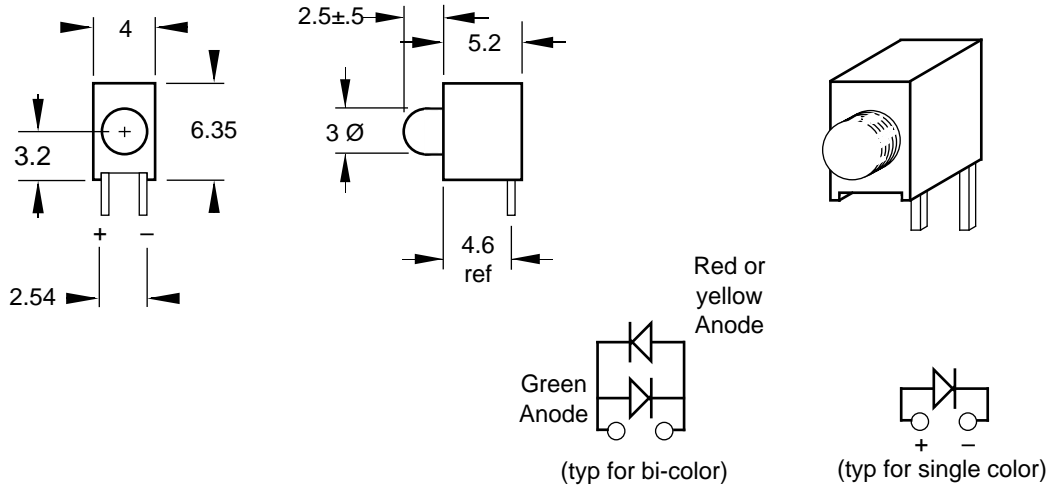 4
2.5±.5
5.2
3.2
6.35
3 Ø
+ −
2.54
4.6
ref
Red or
yellow
Anode
Green
Anode
(typ for bi-color)
+ −
(typ for single color)